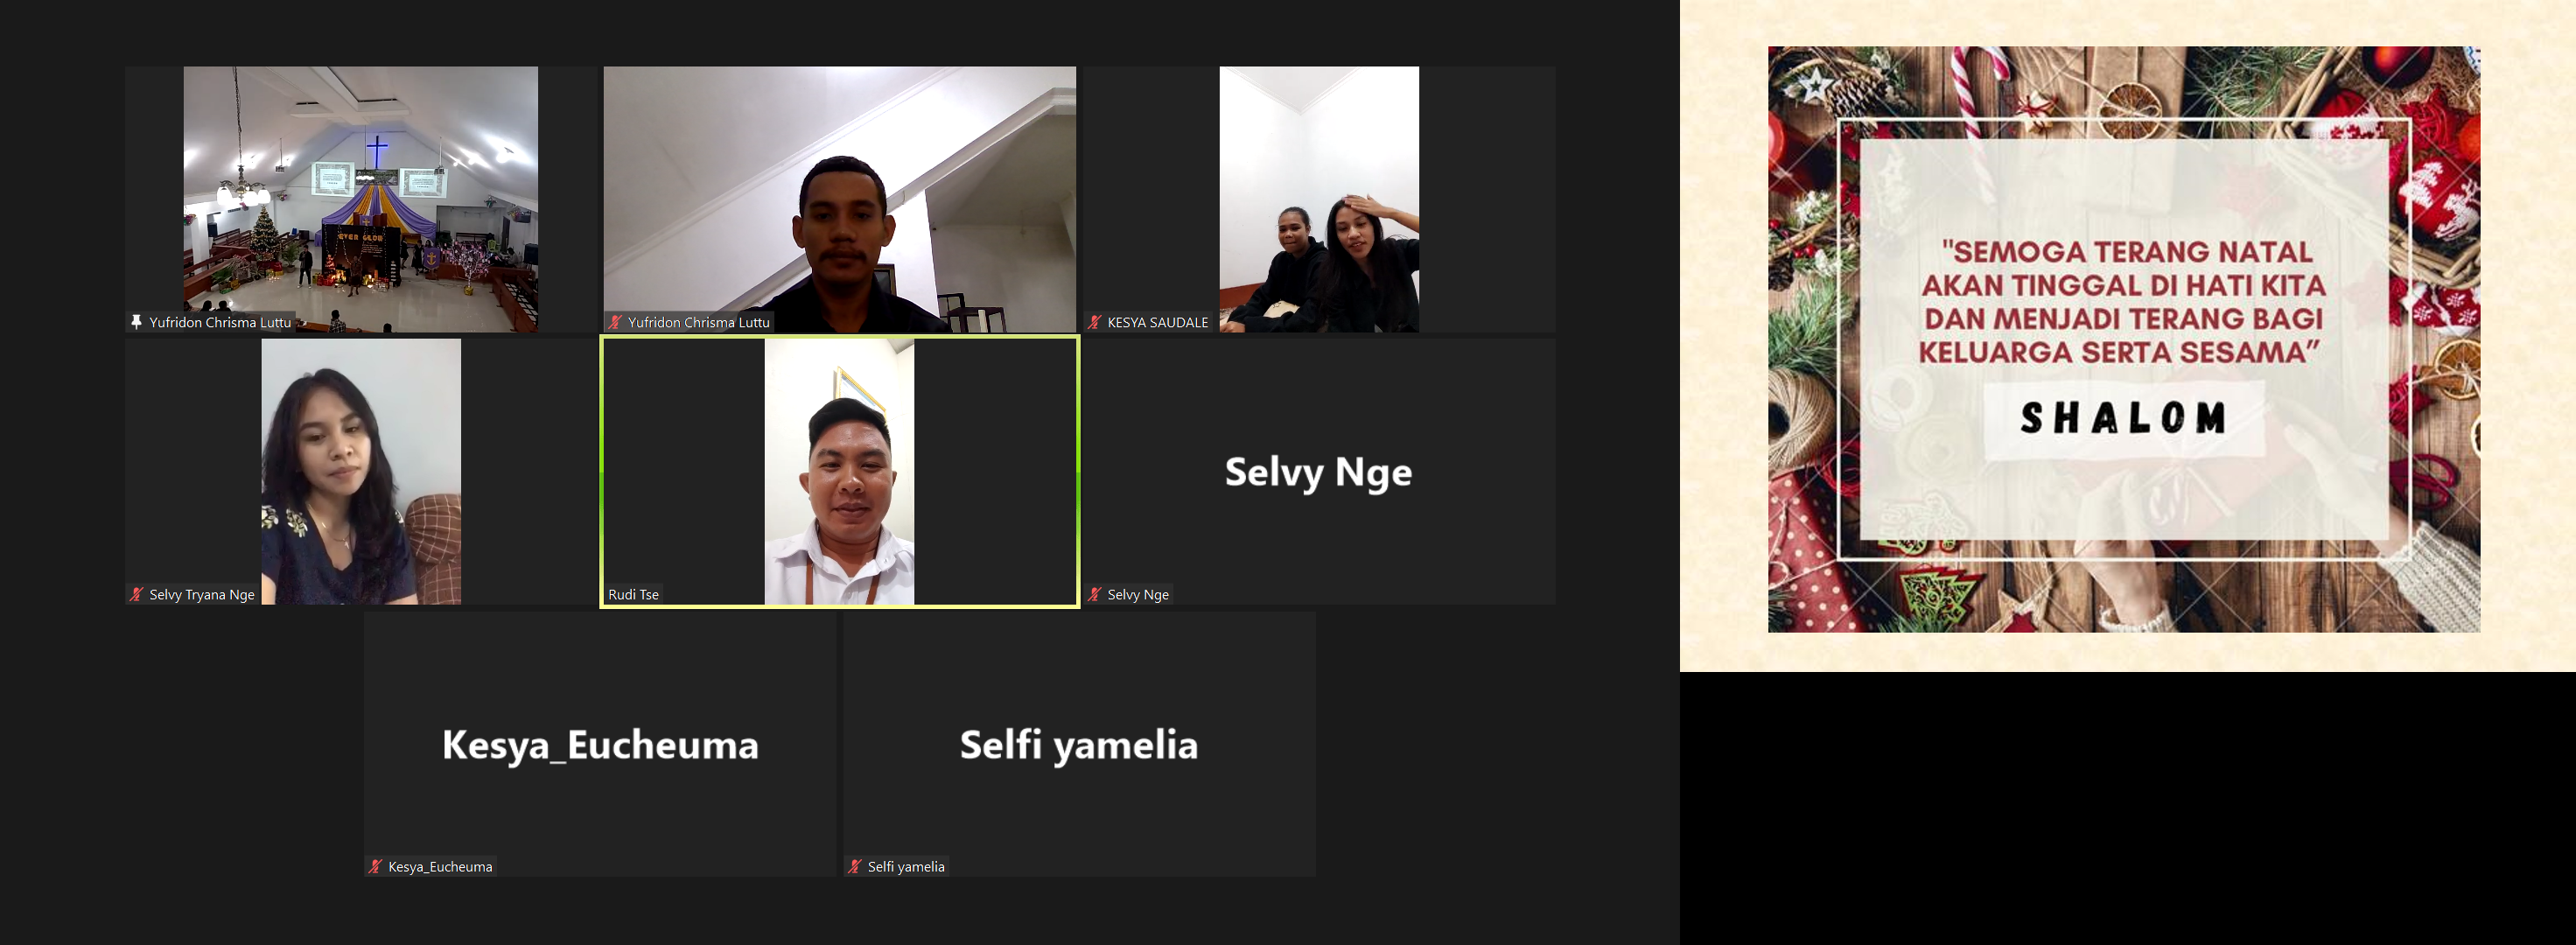 Yufridon Chrisma Luttu
Yufridon Chrisma Luttu
KESYA SAUDALE
Selvy Tryana Nge
Rudi Tse
Selvy Nge
Selvy Nge
Kesya_Eucheuma
Kesya_Eucheuma
Selfi yamelia
Selfi yamelia
"SEMOGA TERANG NATAL
AKAN TINGGAL DI HATI KITA
DAN MENJADI TERANG BAGI
KELUARGA SERTA SESAMA”
SHALOM